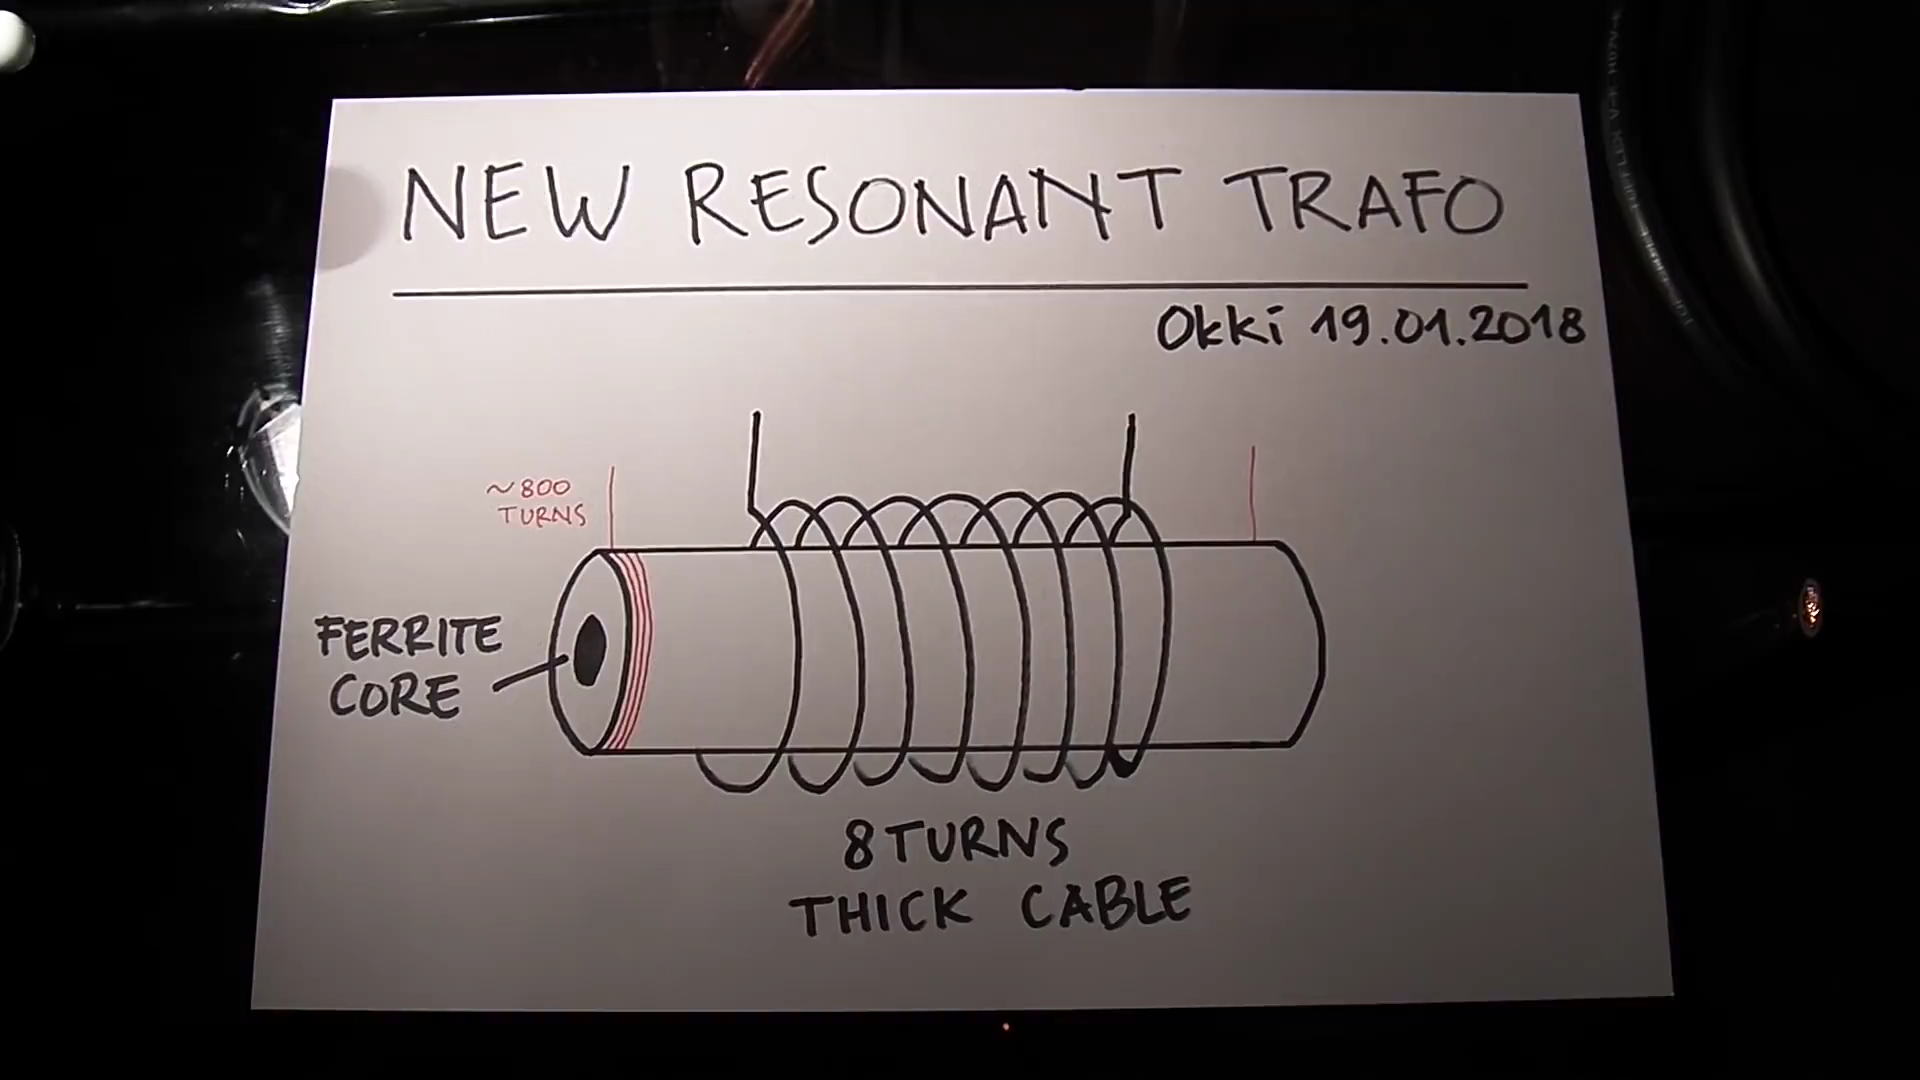 NEW RESONANT TRAFO
Okki 19.01.2018
~800
TURNS
FERRITE
CORE
8 TURNS
THICK CABLE